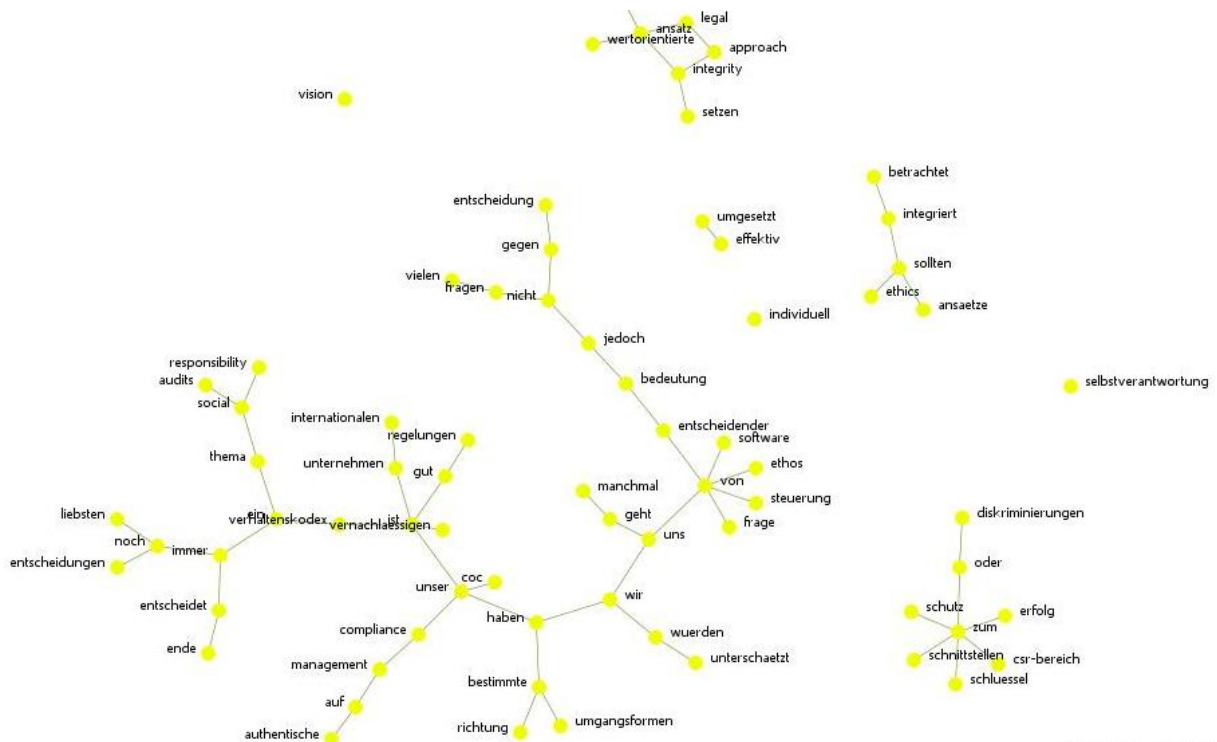 legal
ansatz
wertorientierte
approach
integrity
vision
setzen
betrachtet
entscheidung
umgesetzt
integriert
effektiv
gegen
sollten
vielen
fragen
nicht
ethics
ansaetze
individuell
jedoch
responsibility
audits
bedeutung
selbstverantwortung
social
internationalen
regelungen
entscheidender
software
thema
unternehmen
gut
ethos
manchmal
von
steuerung
liebsten
ein
verhaltenskodex
ist
vernachlaessigen
geht
frage
diskriminierungen
noch
immer
uns
entscheidungen
oder
unser
coc
wir
entscheidet
haben
schutz
erfolg
compliance
wuerden
zum
ende
management
unterschaetzt
schnittstellen
csr-bereich
bestimmte
schluessel
auf
richtung
umgangsformen
authentische